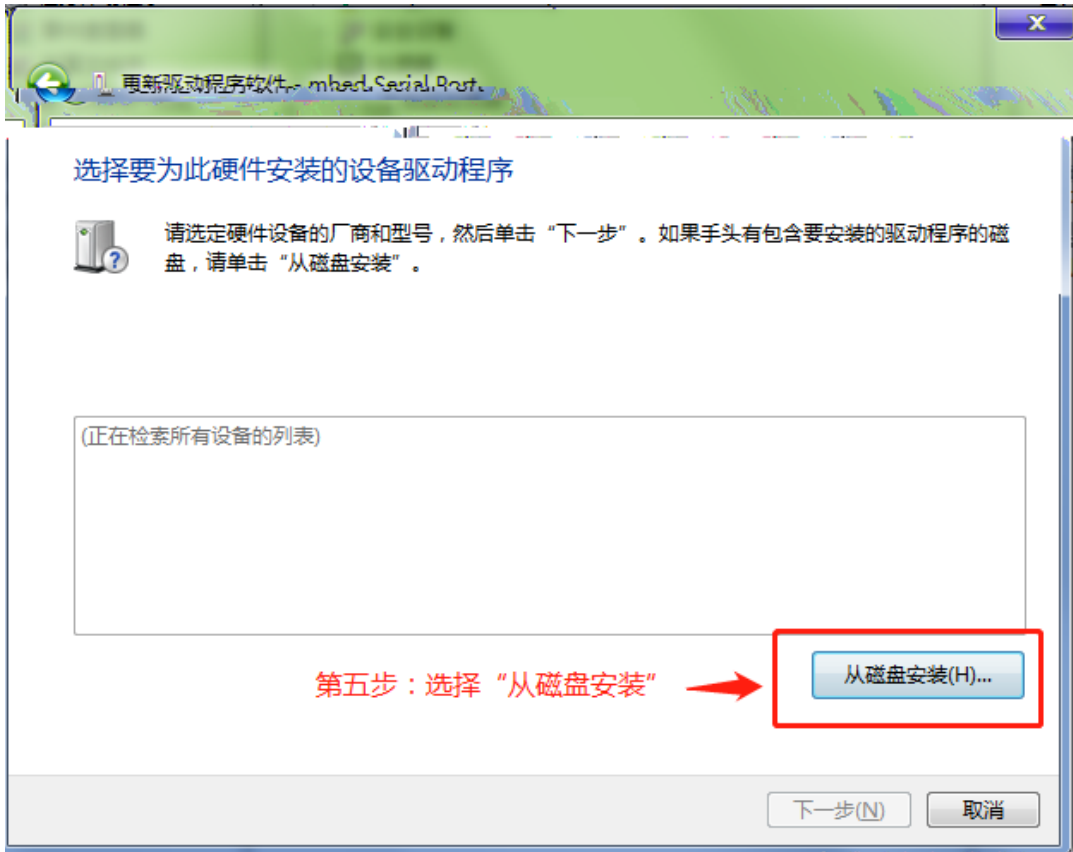 更新驱动程序软件 - mbed Serial Port
选择要为此硬件安装的设备驱动程序
请选定硬件设备的厂商和型号，然后单击“下一步”。如果手头有包含要安装的驱动程序的磁
盘，请单击“从磁盘安装”。
(正在检索所有设备的列表)
第五步：选择“从磁盘安装”
从磁盘安装(H)...
下一步(N)
取消